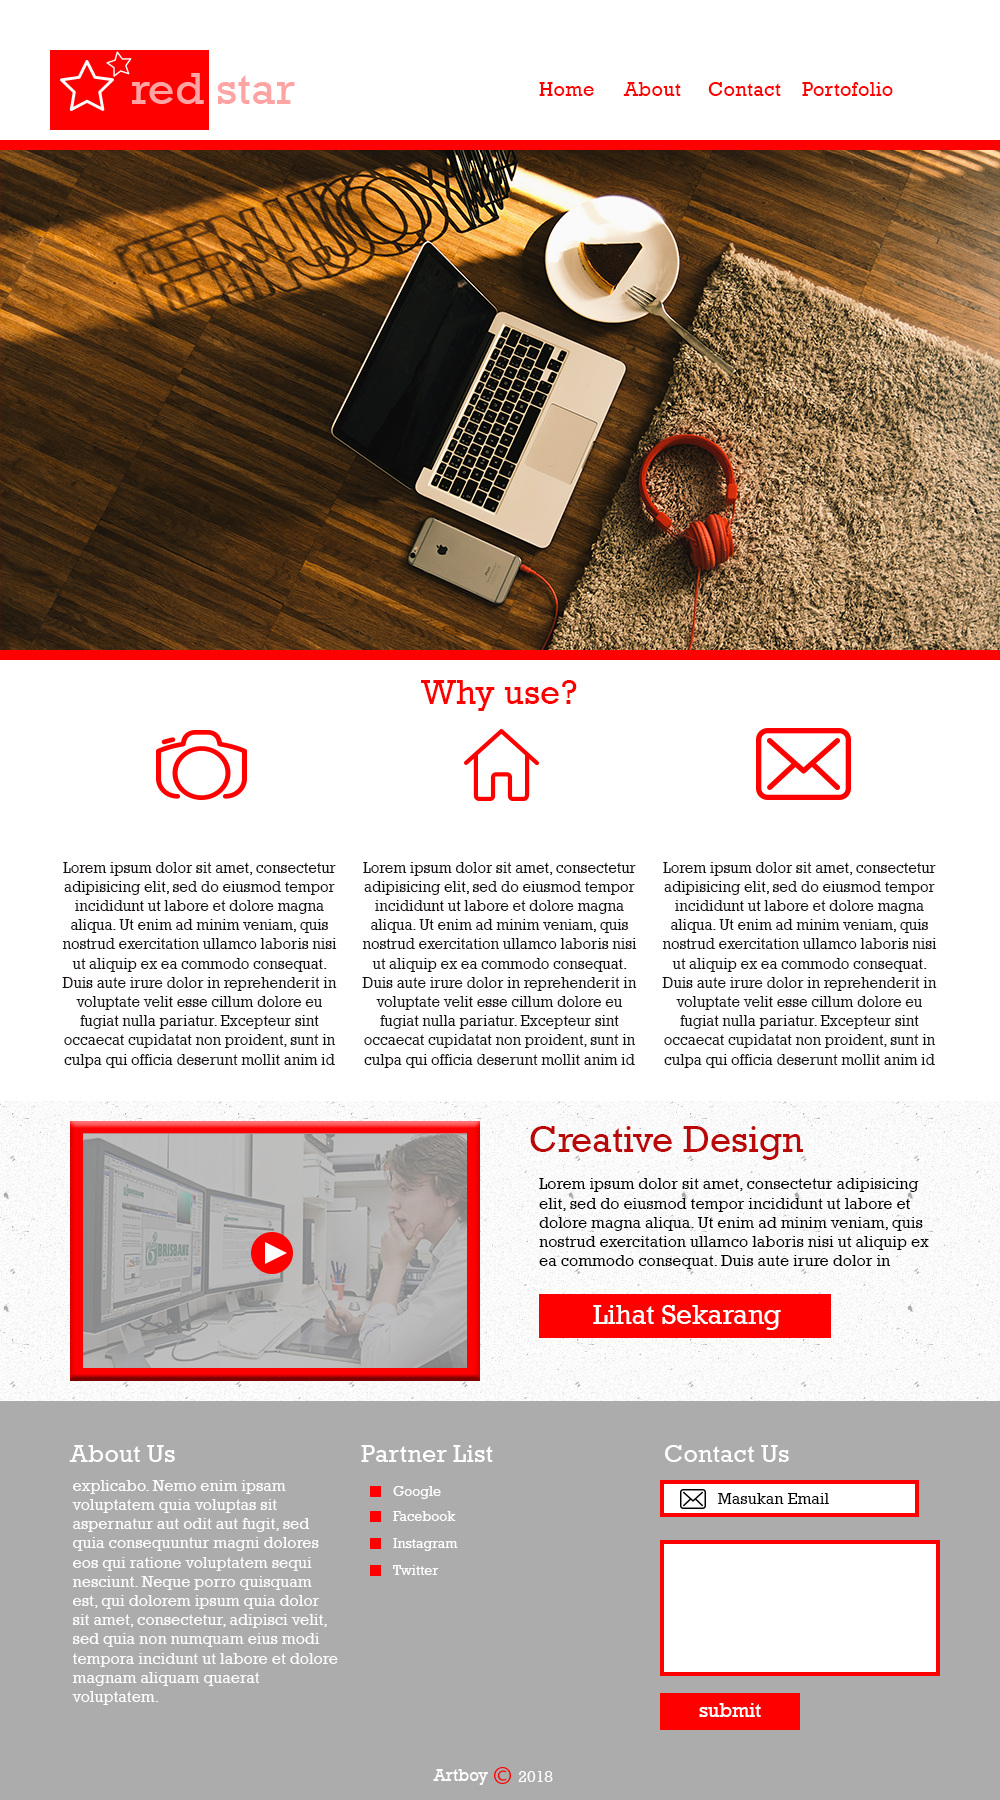 red star
Home About Contact Portofolio
ENJOY
Why use?
Lorem ipsum dolor sit amet, consectetur
adipisicing elit, sed do eiusmod tempor
incididunt ut labore et dolore magna
aliqua. Ut enim ad minim veniam, quis
nostrud exercitation ullamco laboris nisi
ut aliquip ex ea commodo consequat.
Duis aute irure dolor in reprehenderit in
voluptate velit esse cillum dolore eu
fugiat nulla pariatur. Excepteur sint
occaecat cupidatat non proident, sunt in
culpa qui officia deserunt mollit anim id
Lorem ipsum dolor sit amet, consectetur
adipisicing elit, sed do eiusmod tempor
incididunt ut labore et dolore magna
aliqua. Ut enim ad minim veniam, quis
nostrud exercitation ullamco laboris nisi
ut aliquip ex ea commodo consequat.
Duis aute irure dolor in reprehenderit in
voluptate velit esse cillum dolore eu
fugiat nulla pariatur. Excepteur sint
occaecat cupidatat non proident, sunt in
culpa qui officia deserunt mollit anim id
Lorem ipsum dolor sit amet, consectetur
adipisicing elit, sed do eiusmod tempor
incididunt ut labore et dolore magna
aliqua. Ut enim ad minim veniam, quis
nostrud exercitation ullamco laboris nisi
ut aliquip ex ea commodo consequat.
Duis aute irure dolor in reprehenderit in
voluptate velit esse cillum dolore eu
fugiat nulla pariatur. Excepteur sint
occaecat cupidatat non proident, sunt in
culpa qui officia deserunt mollit anim id
BRISBANE
Creative Design
Lorem ipsum dolor sit amet, consectetur adipisicing
elit, sed do eiusmod tempor incididunt ut labore et
dolore magna aliqua. Ut enim ad minim veniam, quis
nostrud exercitation ullamco laboris nisi ut aliquip ex
ea commodo consequat. Duis aute irure dolor in
Lihat Sekarang
About Us
explicabo. Nemo enim ipsam
voluptatem quia voluptas sit
aspernatur aut odit aut fugit, sed
quia consequuntur magni dolores
eos qui ratione voluptatem sequi
nesciunt. Neque porro quisquam
est, qui dolorem ipsum quia dolor
sit amet, consectetur, adipisci velit,
sed quia non numquam eius modi
tempora incidunt ut labore et dolore
magnam aliquam quaerat
voluptatem.
Partner List
Google
Facebook
Instagram
Twitter
Contact Us
Masukan Email
submit
Artboy © 2018